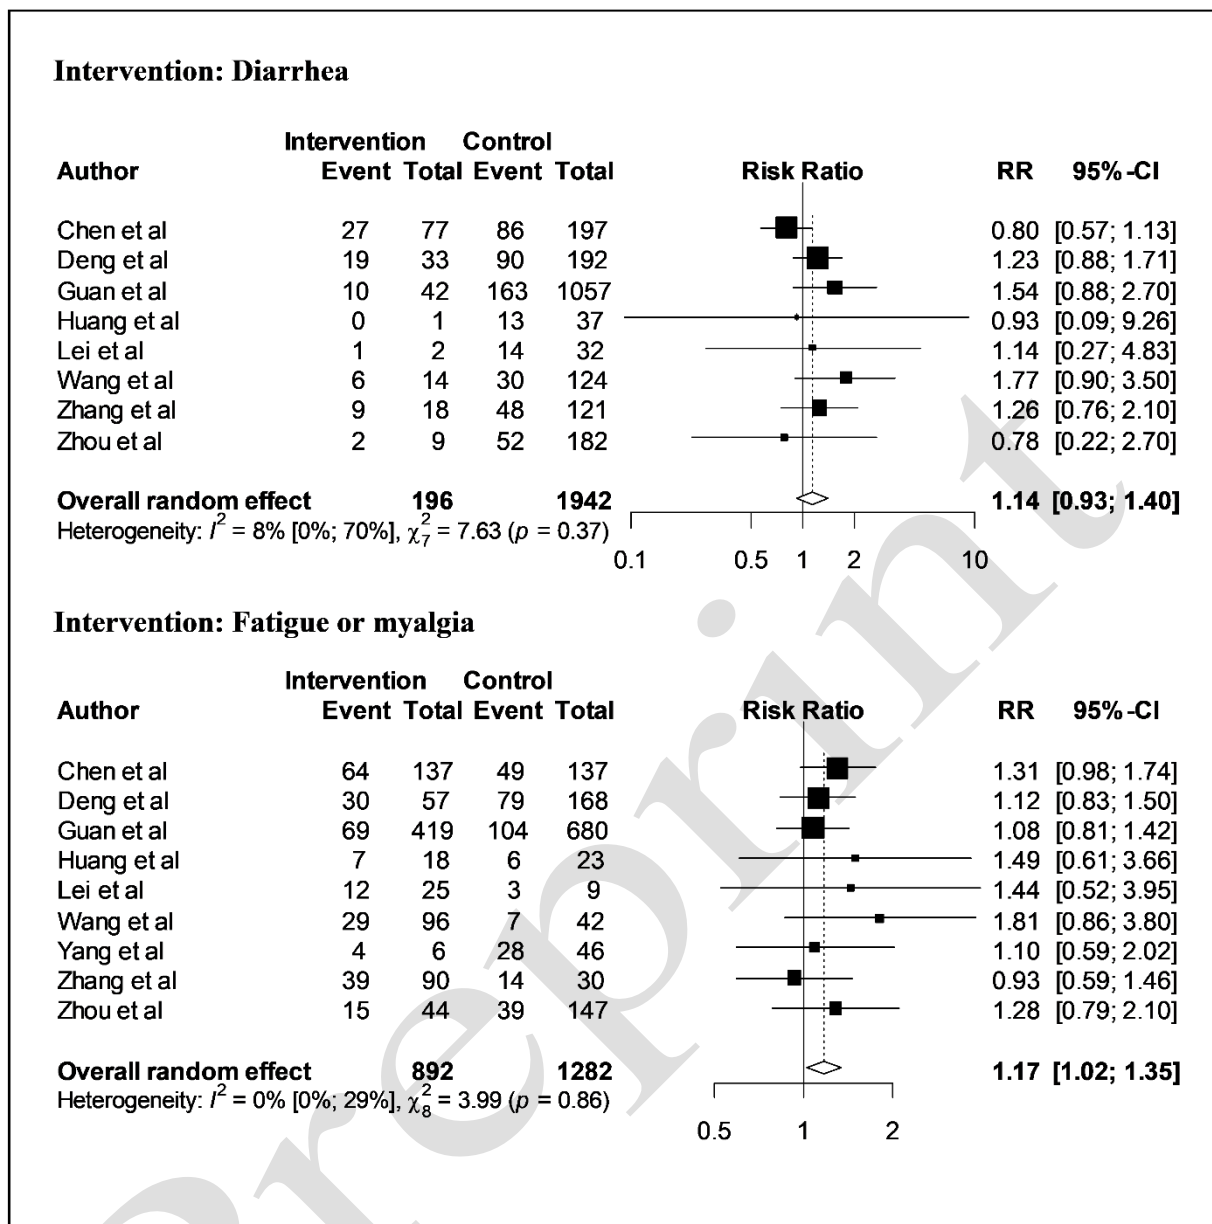 Intervention: Diarrhea
Intervention Control
Author Event Total Event Total Risk Ratio RR 95%-CI
Chen et al 27 77 86 197 0.80 [0.57; 1.13]
Deng et al 19 33 90 192 1.23 [0.88; 1.71]
Guan et al 10 42 163 1057 1.54 [0.88; 2.70]
Huang et al 0 1 13 37 0.93 [0.09; 9.26]
Lei et al 1 2 14 32 1.14 [0.27; 4.83]
Wang et al 6 14 30 124 1.77 [0.90; 3.50]
Zhang et al 9 18 48 121 1.26 [0.76; 2.10]
Zhou et al 2 9 52 182 0.78 [0.22; 2.70]
Overall random effect 196 1942 1.14 [0.93; 1.40]
Heterogeneity: I² = 8% [0%; 70%], χ²₇ = 7.63 (p = 0.37)
0.1 0.5 1 2 10
Intervention: Fatigue or myalgia
Intervention Control
Author Event Total Event Total Risk Ratio RR 95%-CI
Chen et al 64 137 49 137 1.31 [0.98; 1.74]
Deng et al 30 57 79 168 1.12 [0.83; 1.50]
Guan et al 69 419 104 680 1.08 [0.81; 1.42]
Huang et al 7 18 6 23 1.49 [0.61; 3.66]
Lei et al 12 25 3 9 1.44 [0.52; 3.95]
Wang et al 29 96 7 42 1.81 [0.86; 3.80]
Yang et al 4 6 28 46 1.10 [0.59; 2.02]
Zhang et al 39 90 14 30 0.93 [0.59; 1.46]
Zhou et al 15 44 39 147 1.28 [0.79; 2.10]
Overall random effect 892 1282 1.17 [1.02; 1.35]
Heterogeneity: I² = 0% [0%; 29%], χ²₈ = 3.99 (p = 0.86)
0.5 1 2
Preprint